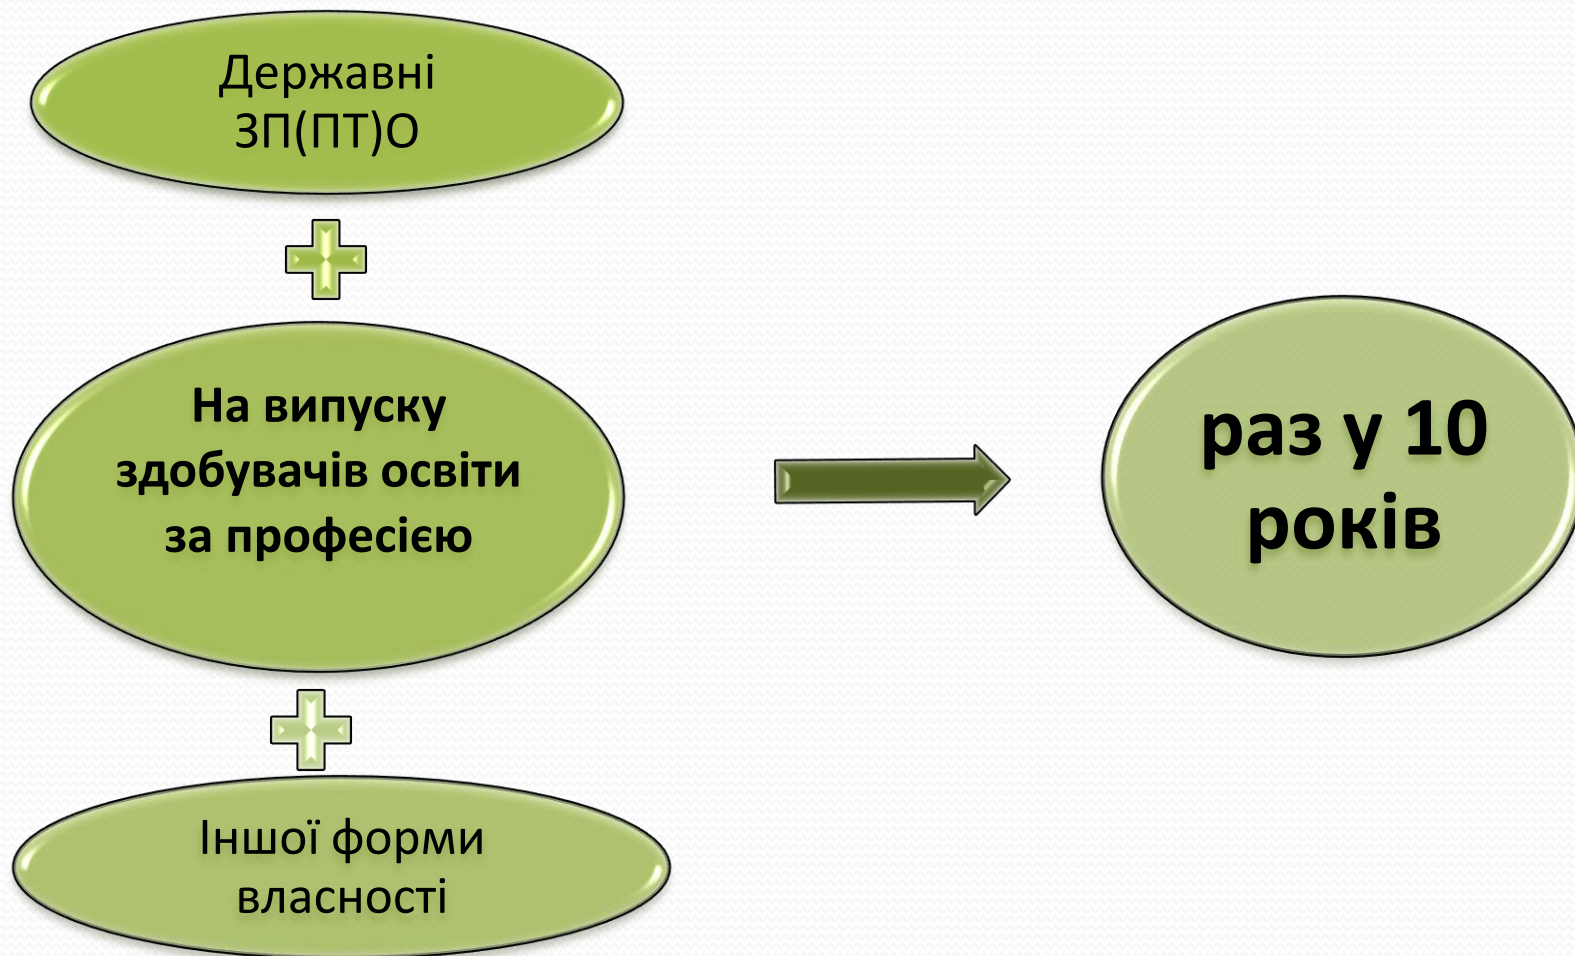 Державні
ЗП(ПТ)О
На випуску
здобувачів освіти
за професією
раз у 10
років
Іншої форми
власності